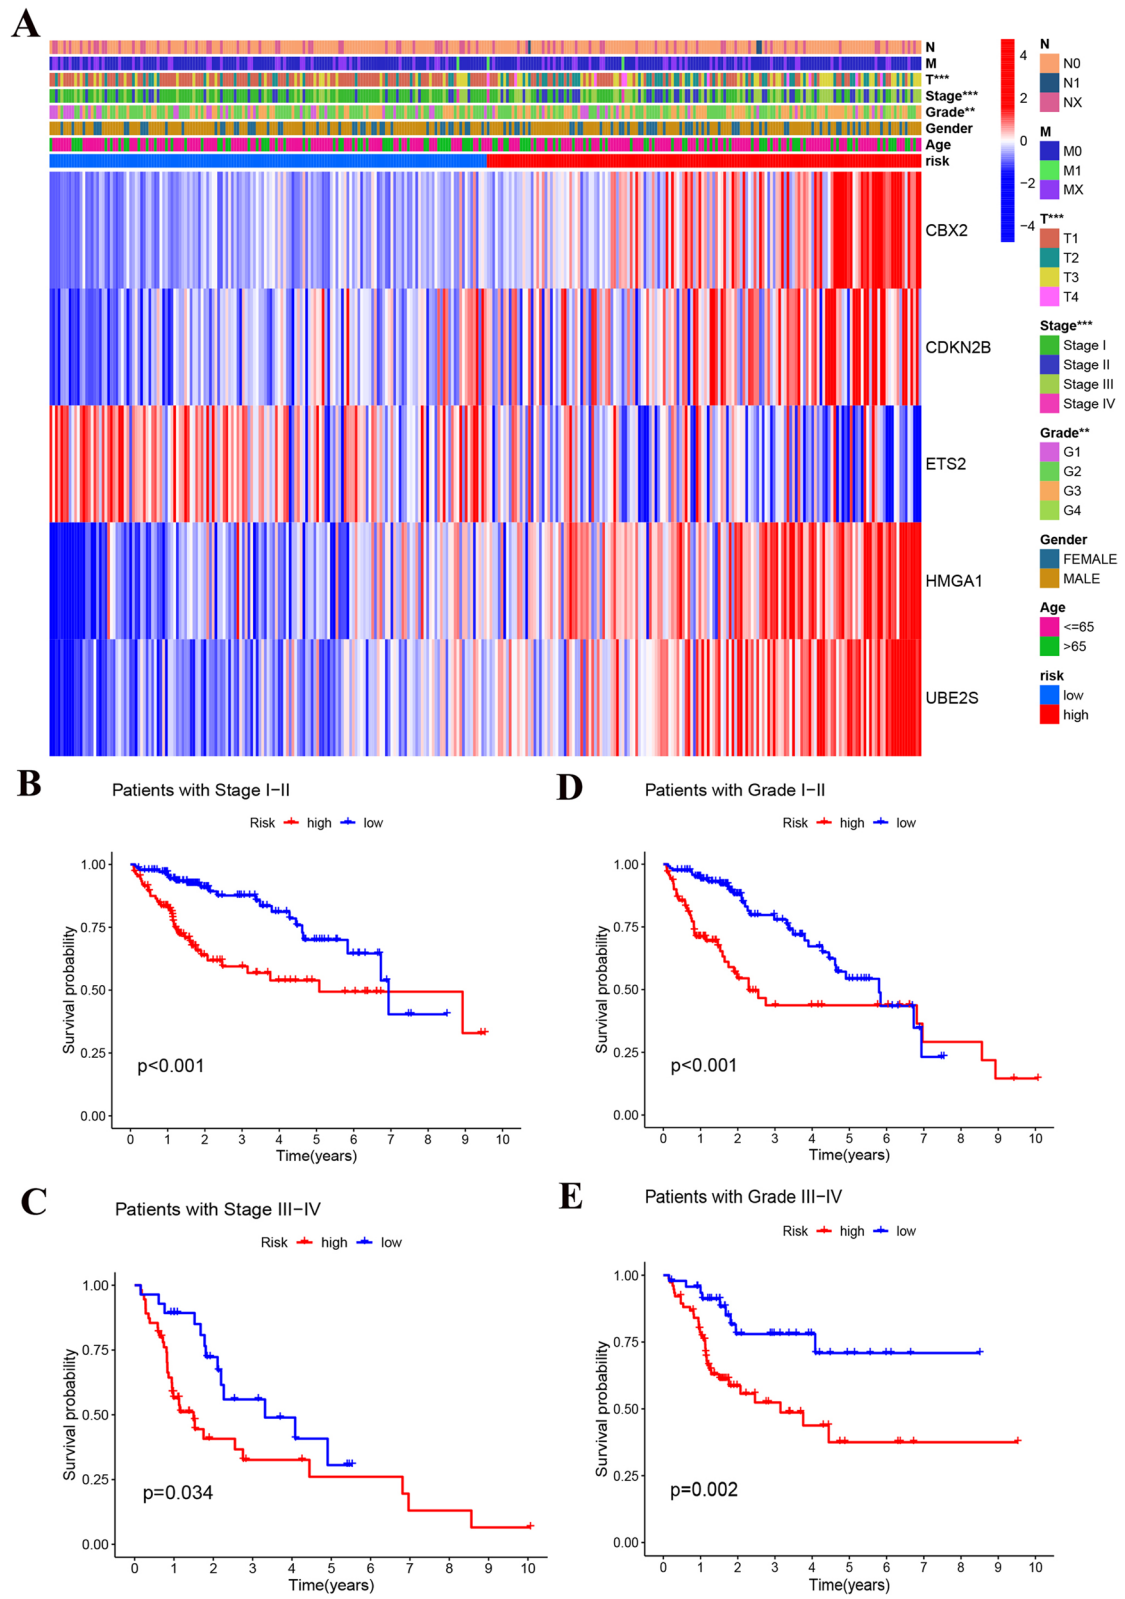 A
N
M
T***
Stage***
Grade**
Gender
Age
risk
CBX2
CDKN2B
ETS2
HMGA1
UBE2S
4
2
0
−2
−4
N
N0
N1
NX
M
M0
M1
MX
T***
T1
T2
T3
T4
Stage***
Stage I
Stage II
Stage III
Stage IV
Grade**
G1
G2
G3
G4
Gender
FEMALE
MALE
Age
<=65
>65
risk
low
high
B
Patients with Stage I−II
Risk high low
Survival probability
1.00
0.75
0.50
0.25
0.00
p<0.001
0 1 2 3 4 5 6 7 8 9 10
Time(years)
D
Patients with Grade I−II
Risk high low
Survival probability
1.00
0.75
0.50
0.25
0.00
p<0.001
0 1 2 3 4 5 6 7 8 9 10
Time(years)
C
Patients with Stage III−IV
Risk high low
Survival probability
1.00
0.75
0.50
0.25
0.00
p=0.034
0 1 2 3 4 5 6 7 8 9 10
Time(years)
E
Patients with Grade III−IV
Risk high low
Survival probability
1.00
0.75
0.50
0.25
0.00
p=0.002
0 1 2 3 4 5 6 7 8 9 10
Time(years)